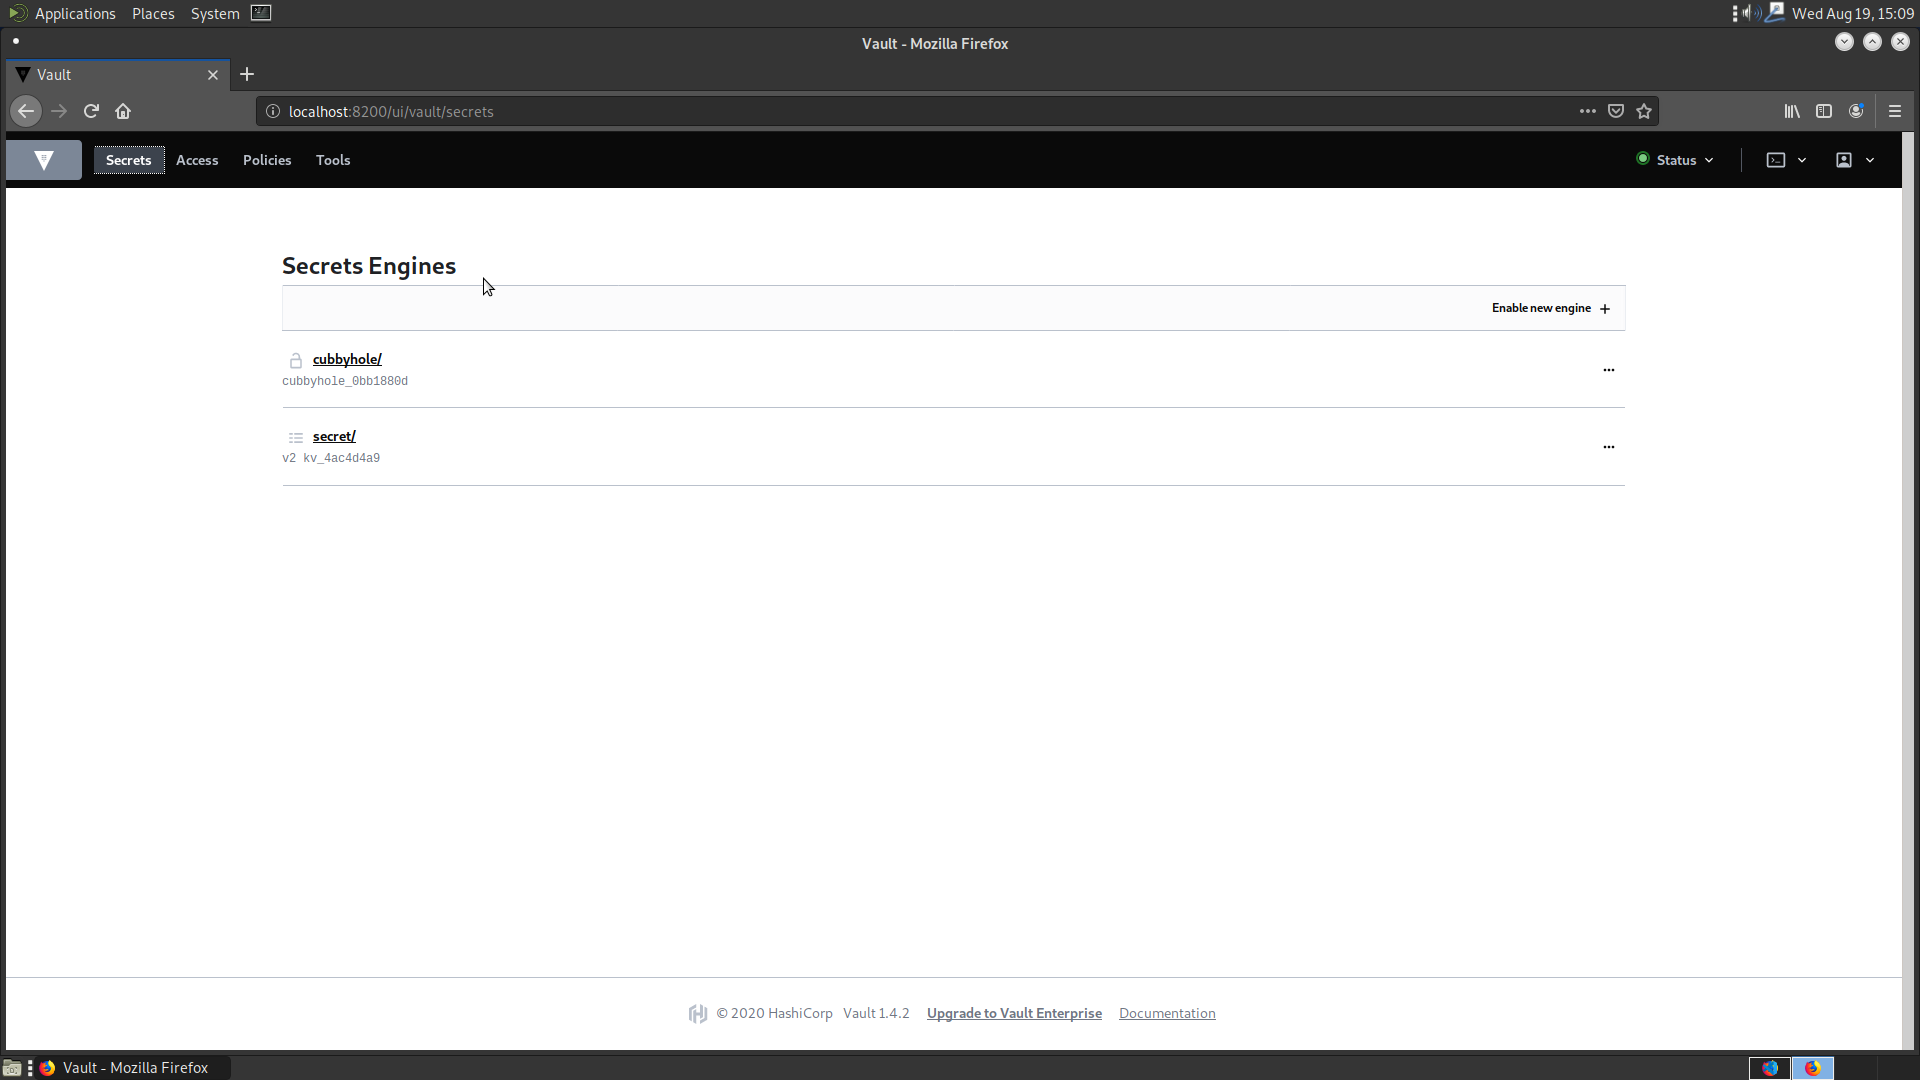 Applications Places System Wed Aug 19, 15:09
Vault - Mozilla Firefox
Vault
localhost:8200/ui/vault/secrets
Secrets Access Policies Tools Status
Secrets Engines
Enable new engine
cubbyhole/
cubbyhole_0bb1880d
secret/
v2 kv_4ac4d4a9
© 2020 HashiCorp Vault 1.4.2 Upgrade to Vault Enterprise Documentation
Vault - Mozilla Firefox